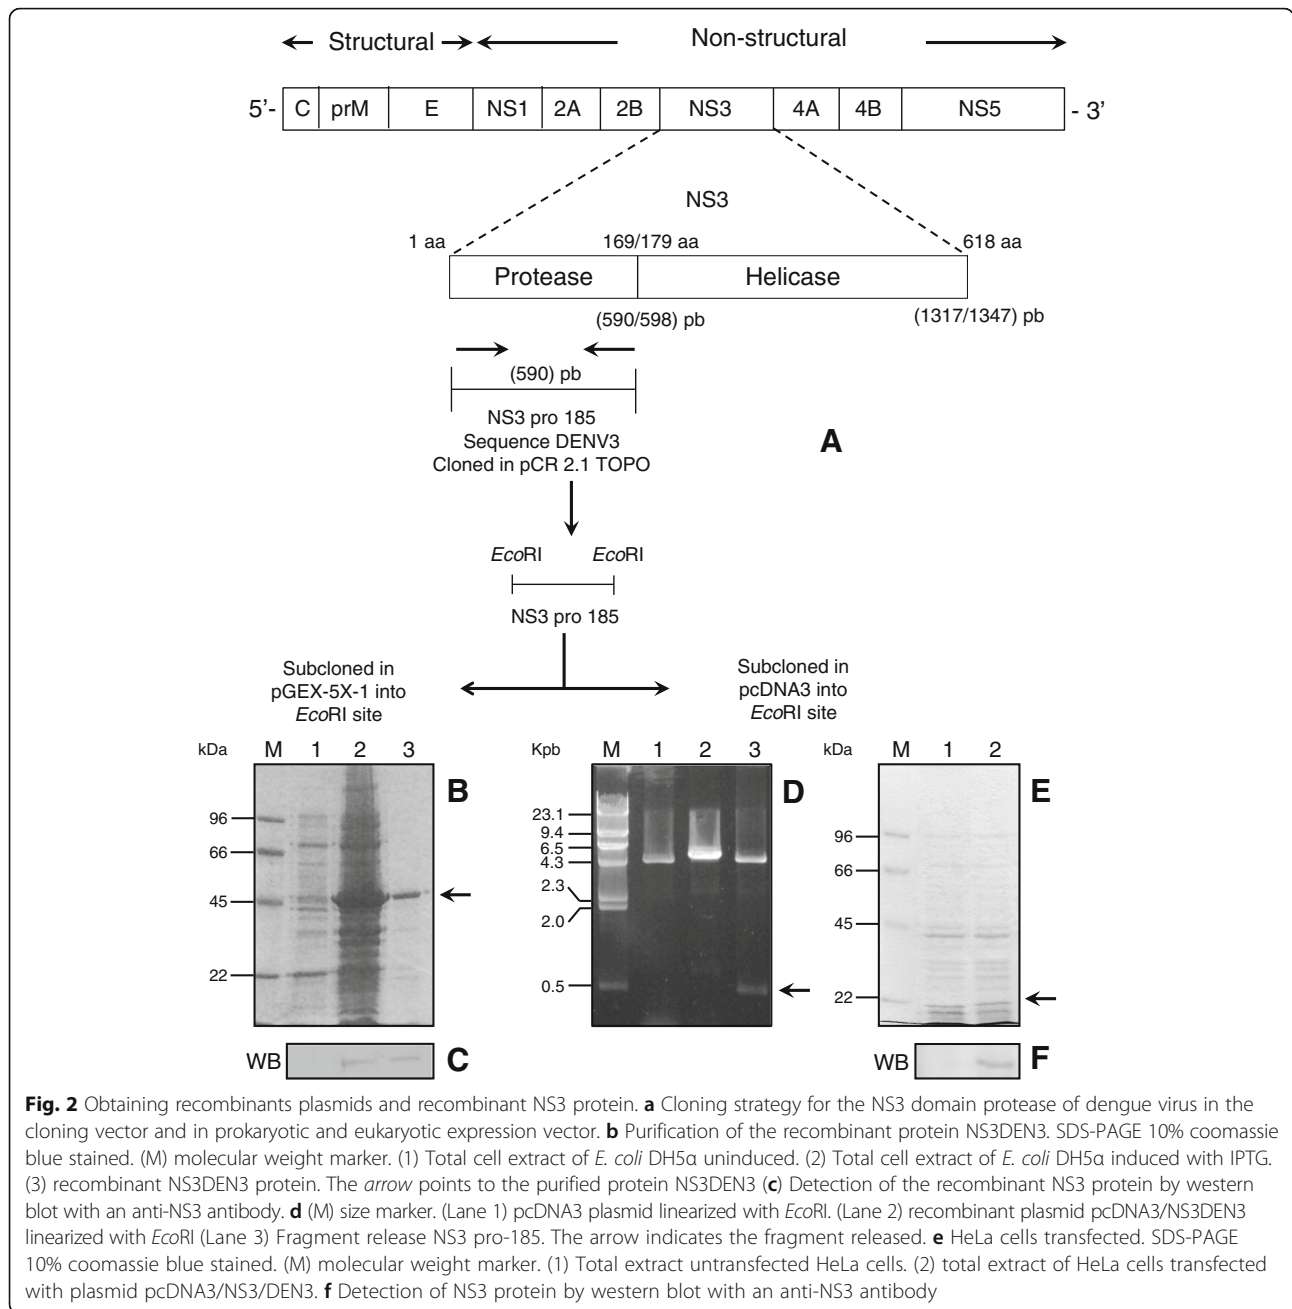 Structural
Non-structural
5’-
C
prM
E
NS1
2A
2B
NS3
4A
4B
NS5
- 3’
NS3
1 aa
169/179 aa
618 aa
Protease
Helicase
(590/598) pb
(1317/1347) pb
(590) pb
NS3 pro 185
Sequence DENV3
Cloned in pCR 2.1 TOPO
A
EcoRI
EcoRI
NS3 pro 185
Subcloned in
pGEX-5X-1 into
EcoRI site
Subcloned in
pcDNA3 into
EcoRI site
kDa
M
1
2
3
B
96
66
45
22
WB
C
Kpb
M
1
2
3
D
23.1
9.4
6.5
4.3
2.3
2.0
0.5
kDa
M
1
2
E
96
66
45
22
WB
F
Fig. 2 Obtaining recombinants plasmids and recombinant NS3 protein. a Cloning strategy for the NS3 domain protease of dengue virus in the
cloning vector and in prokaryotic and eukaryotic expression vector. b Purification of the recombinant protein NS3DEN3. SDS-PAGE 10% coomassie
blue stained. (M) molecular weight marker. (1) Total cell extract of E. coli DH5α uninduced. (2) Total cell extract of E. coli DH5α induced with IPTG.
(3) recombinant NS3DEN3 protein. The arrow points to the purified protein NS3DEN3 (c) Detection of the recombinant NS3 protein by western
blot with an anti-NS3 antibody. d (M) size marker. (Lane 1) pcDNA3 plasmid linearized with EcoRI. (Lane 2) recombinant plasmid pcDNA3/NS3DEN3
linearized with EcoRI (Lane 3) Fragment release NS3 pro-185. The arrow indicates the fragment released. e HeLa cells transfected. SDS-PAGE
10% coomassie blue stained. (M) molecular weight marker. (1) Total extract untransfected HeLa cells. (2) total extract of HeLa cells transfected
with plasmid pcDNA3/NS3/DEN3. f Detection of NS3 protein by western blot with an anti-NS3 antibody